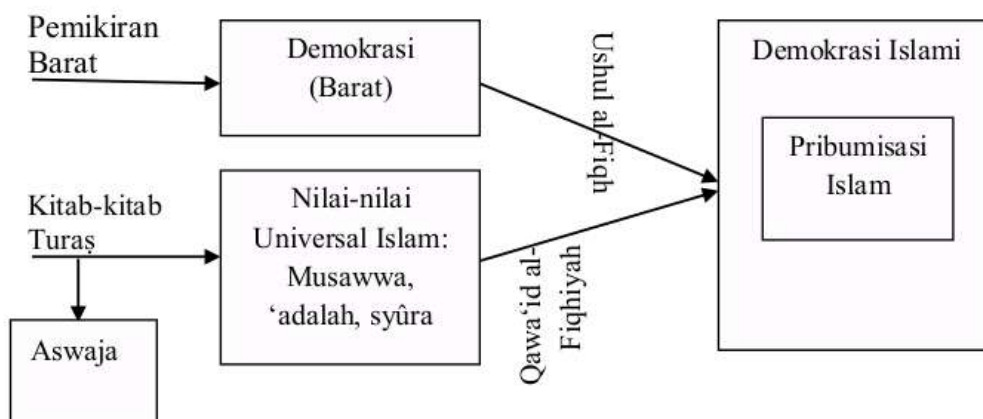 Pemikiran
Barat
Demokrasi
(Barat)
Ushul al-Fiqh
Demokrasi Islami
Pribumisasi
Islam
Kitab-kitab
Turaṣ
Nilai-nilai
Universal Islam:
Musawwa,
‘adalah, syûra
Qawa‘id al-
Fiqhiyah
Aswaja